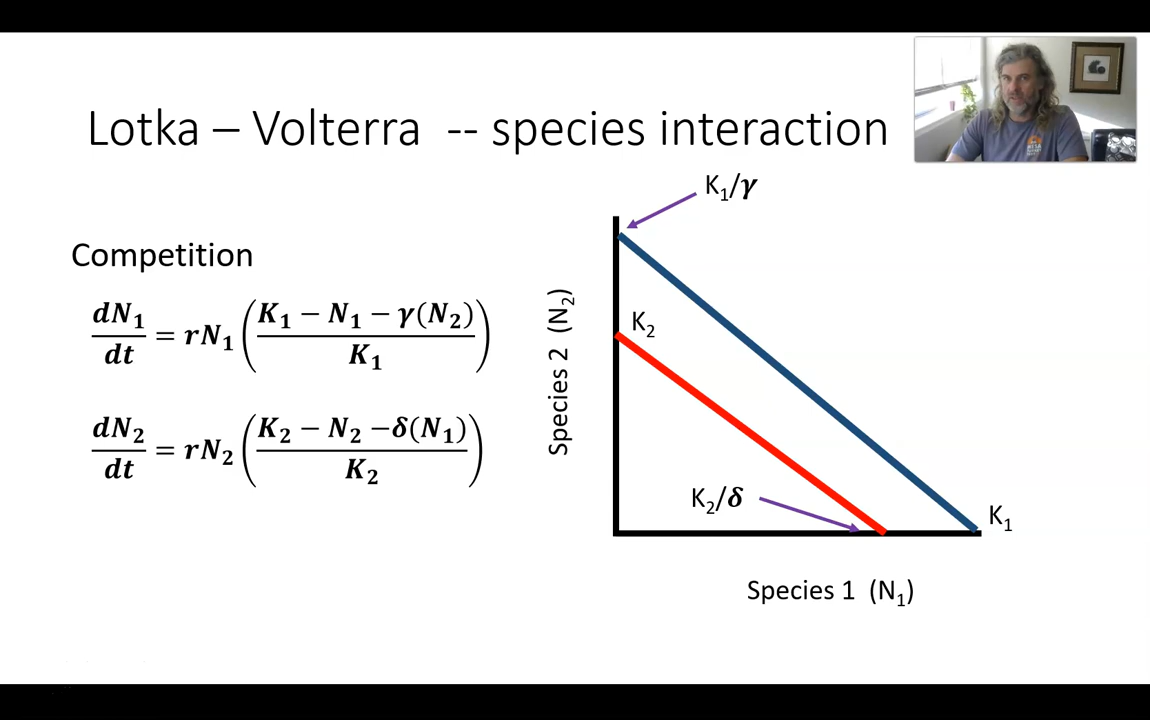 Lotka – Volterra -- species interaction
Competition
dN₁/dt = rN₁ ((K₁ − N₁ − γ(N₂))/K₁)
dN₂/dt = rN₂ ((K₂ − N₂ −δ(N₁))/K₂)
K₁/γ
Species 2 (N₂)
K₂
K₂/δ
K₁
Species 1 (N₁)